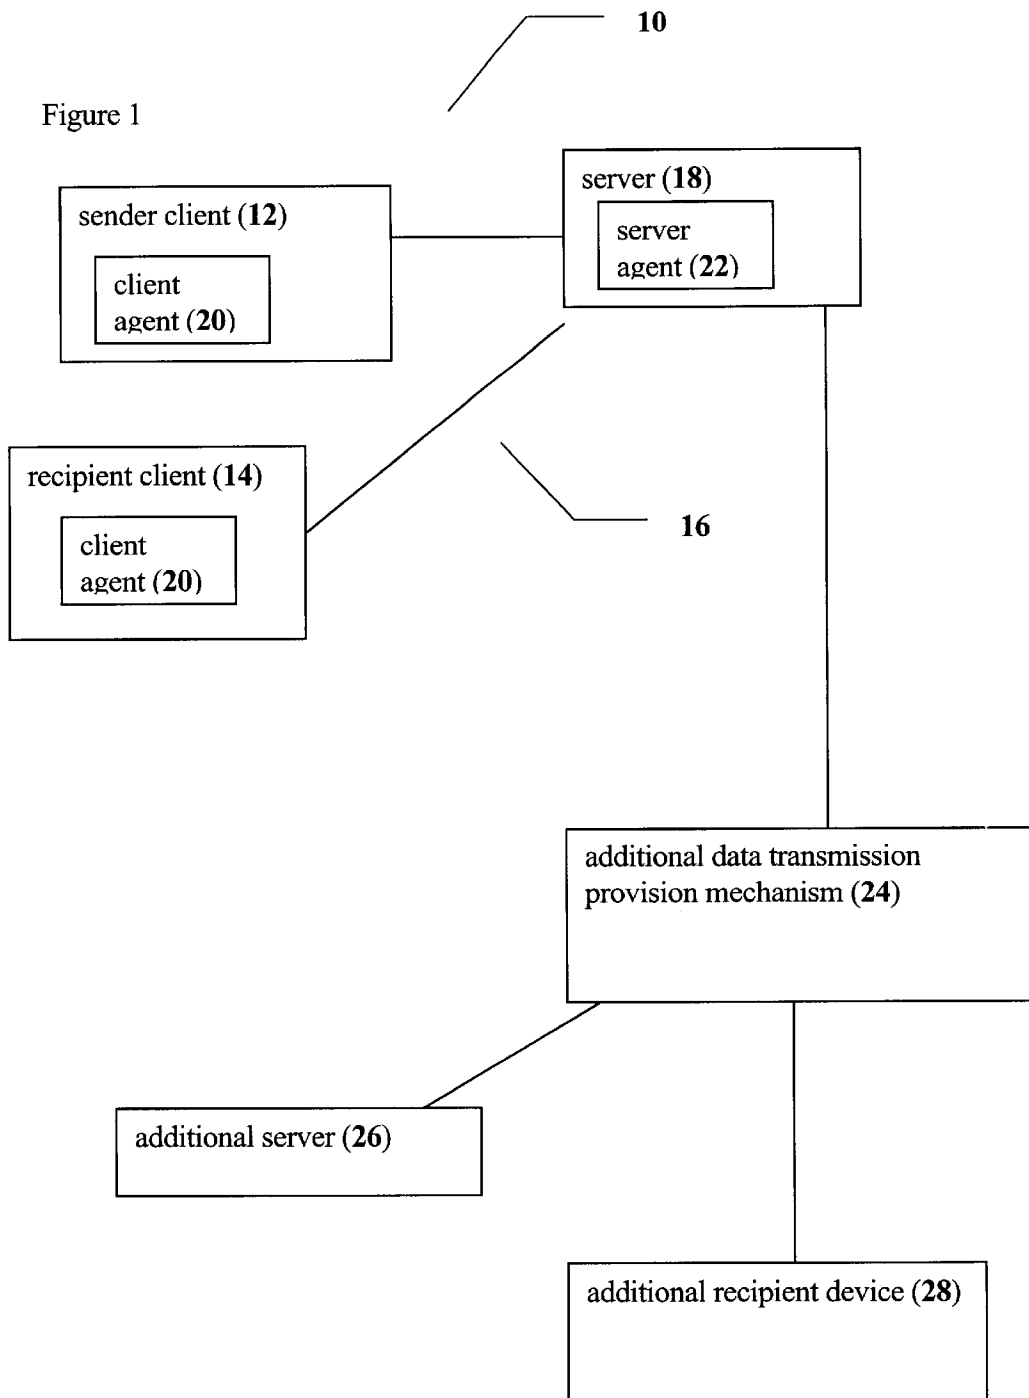 10
Figure 1
sender client (12)
client
agent (20)
server (18)
server
agent (22)
recipient client (14)
client
agent (20)
16
additional data transmission
provision mechanism (24)
additional server (26)
additional recipient device (28)